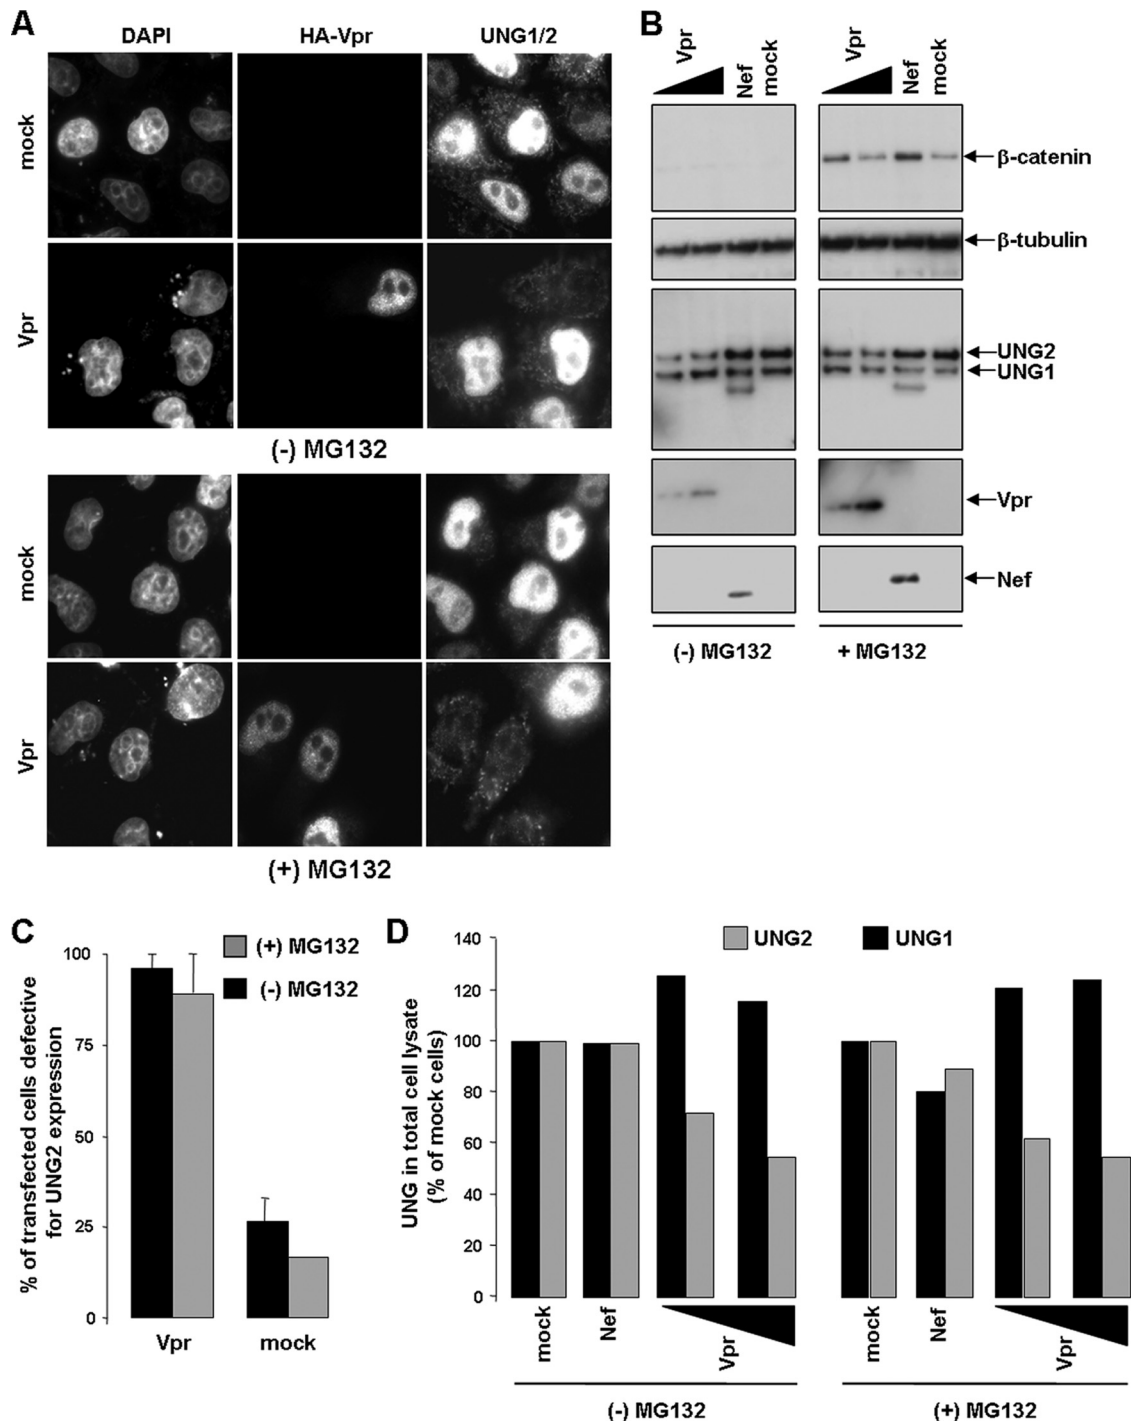 A
DAPI
HA-Vpr
UNG1/2
mock
Vpr
(-) MG132
mock
Vpr
(+) MG132
B
Vpr
Nef
mock
Vpr
Nef
mock
β-catenin
β-tubulin
UNG2
UNG1
Vpr
Nef
(-) MG132
+ MG132
C
(+) MG132
(-) MG132
% of transfected cells defective
for UNG2 expression
100
75
50
25
0
Vpr
mock
D
UNG2
UNG1
UNG in total cell lysate
(% of mock cells)
140
120
100
80
60
40
20
0
mock
Nef
Vpr
mock
Nef
Vpr
(-) MG132
(+) MG132